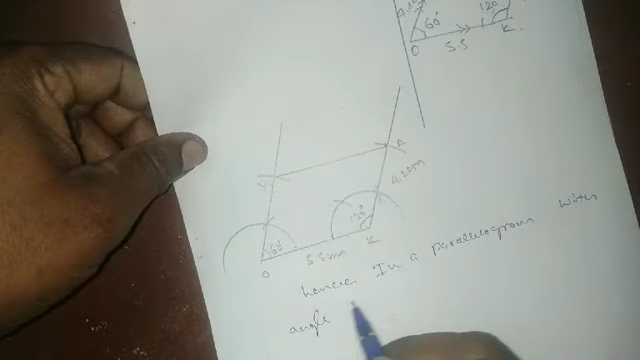 60°
120°
O
5.5
K
Y
A
4.2cm
60°
120°
O
5.5cm
K
hence In a parallelogram with
angle